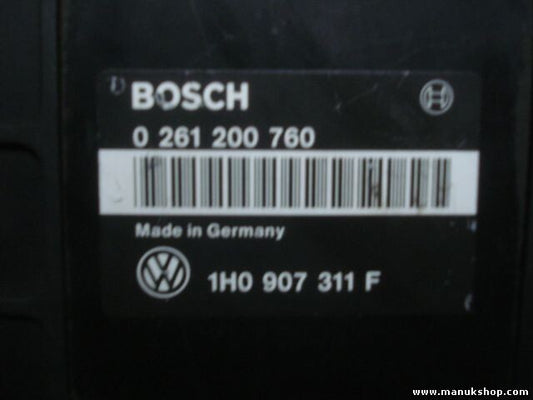 BOSCH
0 261 200 760
Made in Germany
1H0 907 311 F
www.manukshop.com